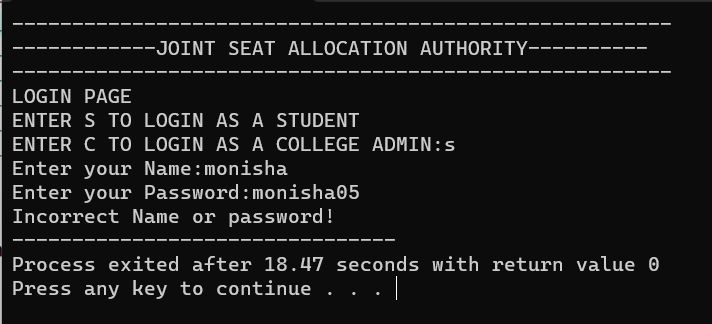 -------------------------------------------------------
------------JOINT SEAT ALLOCATION AUTHORITY----------
-------------------------------------------------------
LOGIN PAGE
ENTER S TO LOGIN AS A STUDENT
ENTER C TO LOGIN AS A COLLEGE ADMIN:s
Enter your Name:monisha
Enter your Password:monisha05
Incorrect Name or password!
--------------------------------
Process exited after 18.47 seconds with return value 0
Press any key to continue . . .